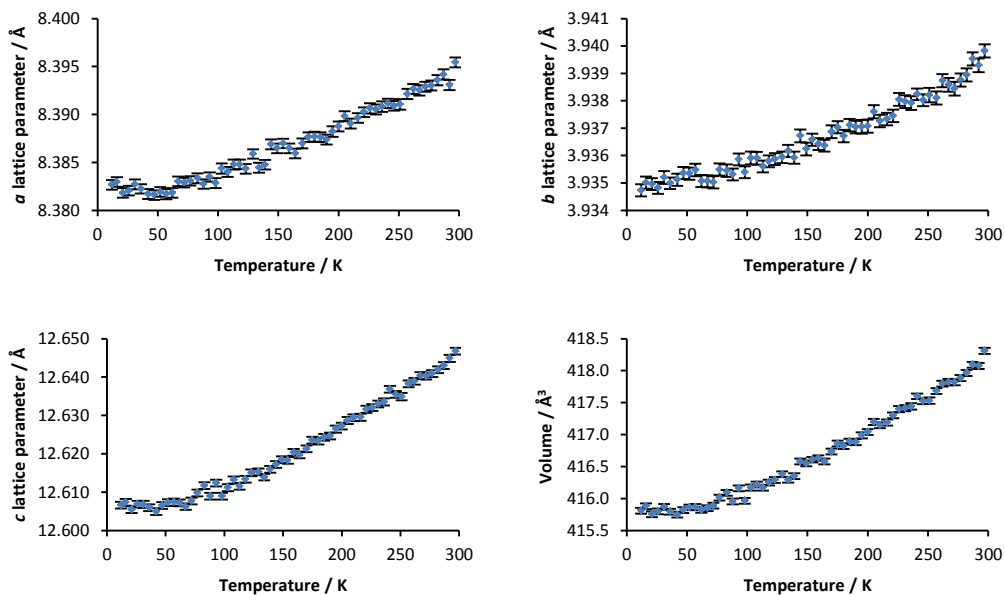 8.400
8.395
8.390
8.385
8.380
a lattice parameter / Å
0 50 100 150 200 250 300
Temperature / K
3.941
3.940
3.939
3.938
3.937
3.936
3.935
3.934
b lattice parameter / Å
0 50 100 150 200 250 300
Temperature / K
12.650
12.640
12.630
12.620
12.610
12.600
c lattice parameter / Å
0 50 100 150 200 250 300
Temperature / K
418.5
418.0
417.5
417.0
416.5
416.0
415.5
Volume / Å³
0 50 100 150 200 250 300
Temperature / K